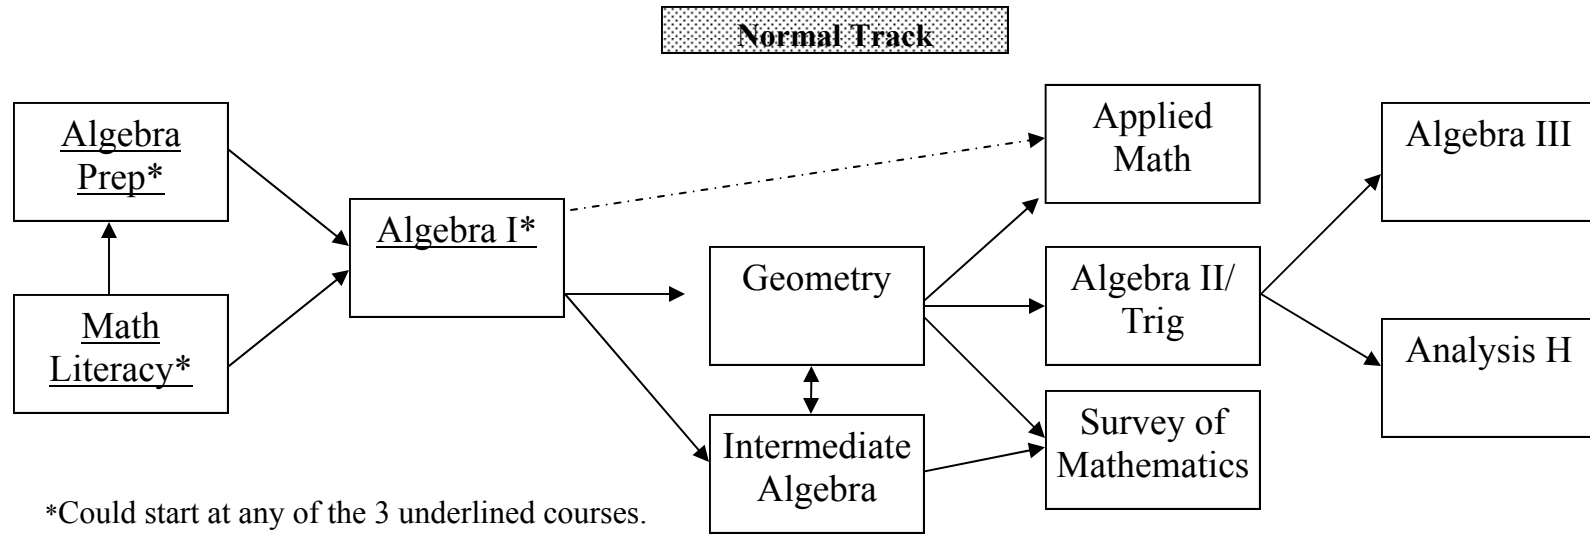 Normal Track
Algebra
Prep*
Math
Literacy*
Algebra I*
Geometry
Intermediate
Algebra
Applied
Math
Algebra II/
Trig
Survey of
Mathematics
Algebra III
Analysis H
*Could start at any of the 3 underlined courses.